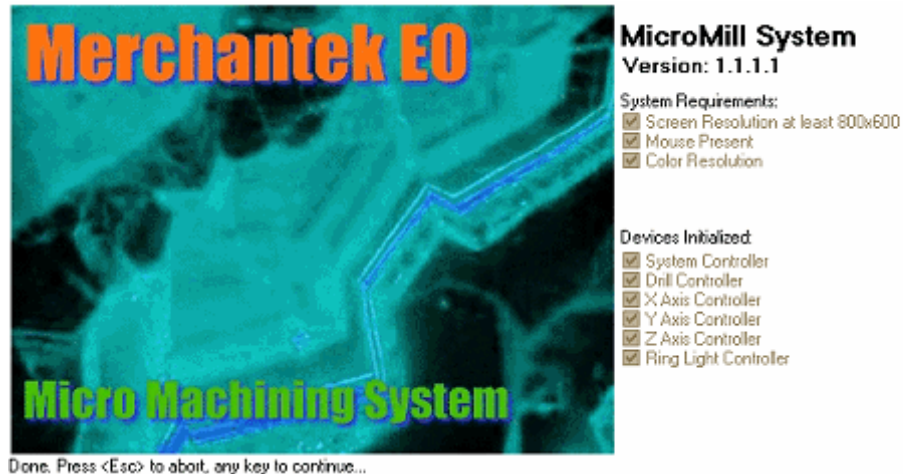 Merchantek EO
Micro Machining System
MicroMill System
Version: 1.1.1.1
System Requirements:
Screen Resolution at least 800x600
Mouse Present
Color Resolution
Devices Initialized:
System Controller
Drill Controller
X Axis Controller
Y Axis Controller
Z Axis Controller
Ring Light Controller
Done. Press <Esc> to abort, any key to continue...